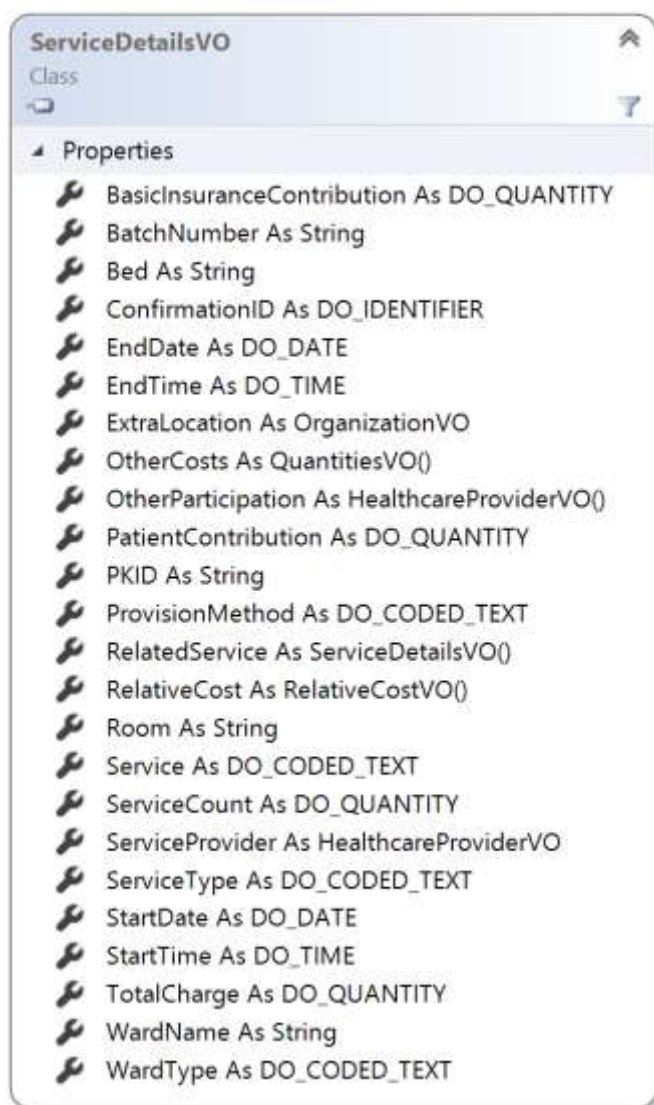 ServiceDetailsVO
Class
Properties
BasicInsuranceContribution As DO_QUANTITY
BatchNumber As String
Bed As String
ConfirmationID As DO_IDENTIFIER
EndDate As DO_DATE
EndTime As DO_TIME
ExtraLocation As OrganizationVO
OtherCosts As QuantitiesVO()
OtherParticipation As HealthcareProviderVO()
PatientContribution As DO_QUANTITY
PKID As String
ProvisionMethod As DO_CODED_TEXT
RelatedService As ServiceDetailsVO()
RelativeCost As RelativeCostVO()
Room As String
Service As DO_CODED_TEXT
ServiceCount As DO_QUANTITY
ServiceProvider As HealthcareProviderVO
ServiceType As DO_CODED_TEXT
StartDate As DO_DATE
StartTime As DO_TIME
TotalCharge As DO_QUANTITY
WardName As String
WardType As DO_CODED_TEXT